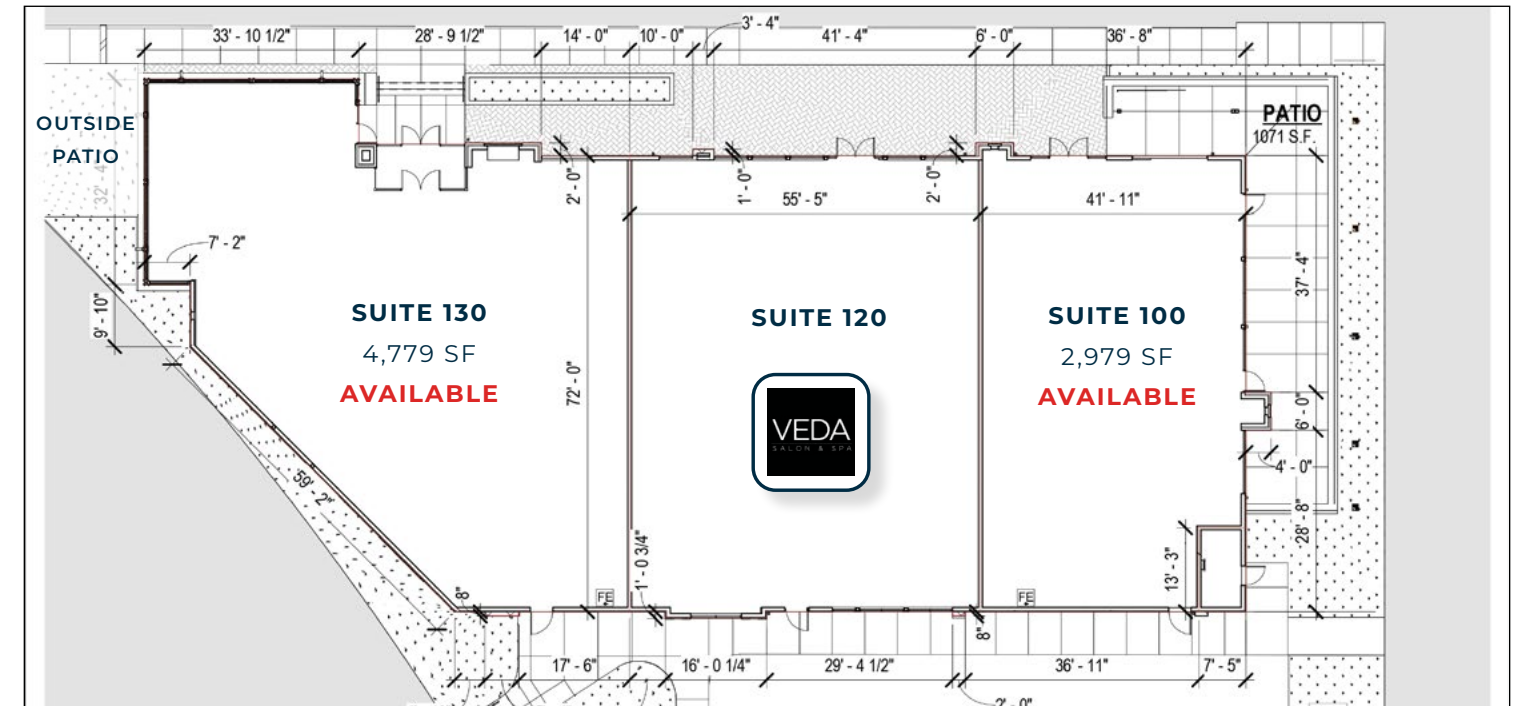 33' - 10 1/2"
28' - 9 1/2"
14' - 0"
10' - 0"
3' - 4"
41' - 4"
6' - 0"
36' - 8"
OUTSIDE
PATIO
PATIO
1071 S.F.
32' - 4"
2' - 0"
1' - 0"
2' - 0"
55' - 5"
41' - 11"
7' - 2"
37' - 4"
9' - 10"
SUITE 130
4,779 SF
AVAILABLE
72' - 0"
SUITE 120
VEDA
SALON & SPA
SUITE 100
2,979 SF
AVAILABLE
6' - 0"
4' - 0"
59' - 2"
28' - 8"
1' - 0 3/4"
13' - 3"
8"
FE
FE
8"
17' - 6"
16' - 0 1/4"
29' - 4 1/2"
36' - 11"
7' - 5"
2' - 0"